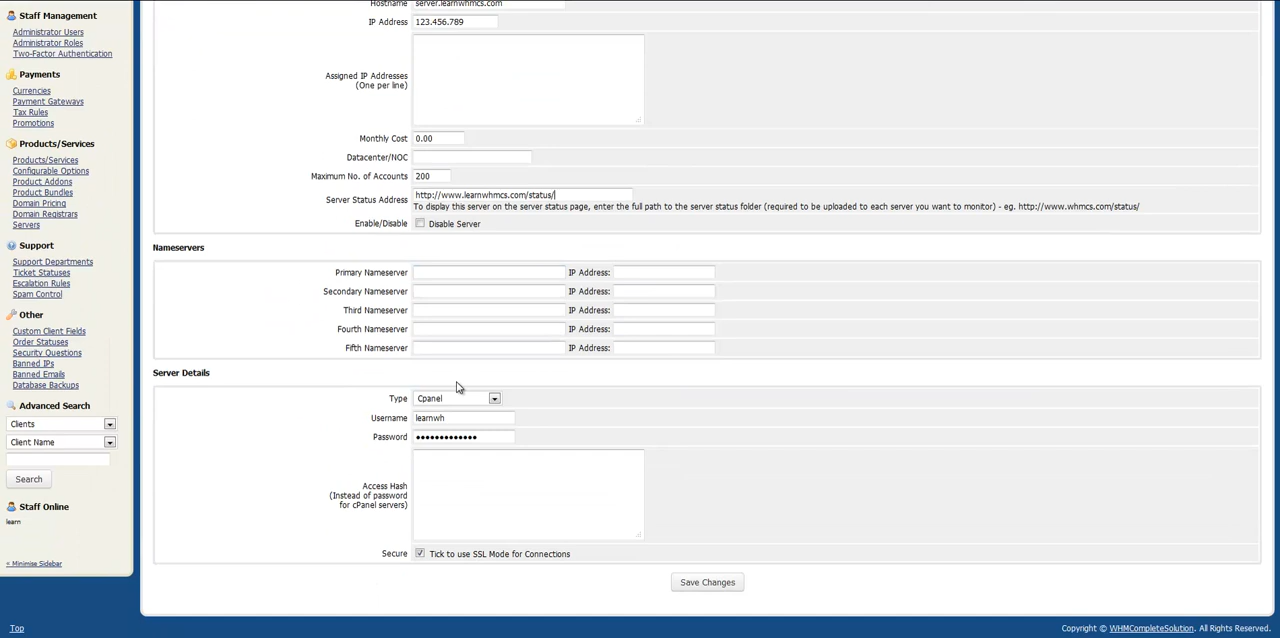 Staff Management
Administrator Users
Administrator Roles
Two-Factor Authentication
Payments
Currencies
Payment Gateways
Tax Rules
Promotions
Products/Services
Products/Services
Configurable Options
Product Addons
Product Bundles
Domain Pricing
Domain Registrars
Servers
Support
Support Departments
Ticket Statuses
Escalation Rules
Spam Control
Other
Custom Client Fields
Order Statuses
Security Questions
Banned IPs
Banned Emails
Database Backups
Advanced Search
Clients
Client Name
Search
Staff Online
learn
« Minimise Sidebar
Hostname server.learnwhmcs.com
IP Address 123.456.789
Assigned IP Addresses
(One per line)
Monthly Cost 0.00
Datacenter/NOC
Maximum No. of Accounts 200
Server Status Address http://www.learnwhmcs.com/status/
To display this server on the server status page, enter the full path to the server status folder (required to be uploaded to each server you want to monitor) - eg. http://www.whmcs.com/status/
Enable/Disable Disable Server
Nameservers
Primary Nameserver IP Address:
Secondary Nameserver IP Address:
Third Nameserver IP Address:
Fourth Nameserver IP Address:
Fifth Nameserver IP Address:
Server Details
Type Cpanel
Username learnwh
Password •••••••••••••
Access Hash
(Instead of password
for cPanel servers)
Secure Tick to use SSL Mode for Connections
Save Changes
Top
Copyright © WHMCompleteSolution. All Rights Reserved.